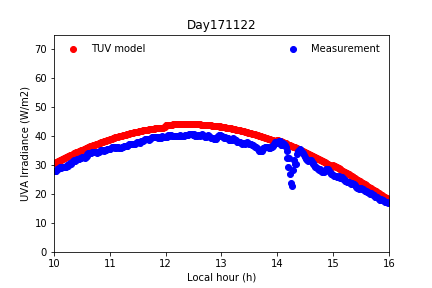 Day171122
TUV model
Measurement
UVA Irradiance (W/m2)
70
60
50
40
30
20
10
0
10 11 12 13 14 15 16
Local hour (h)